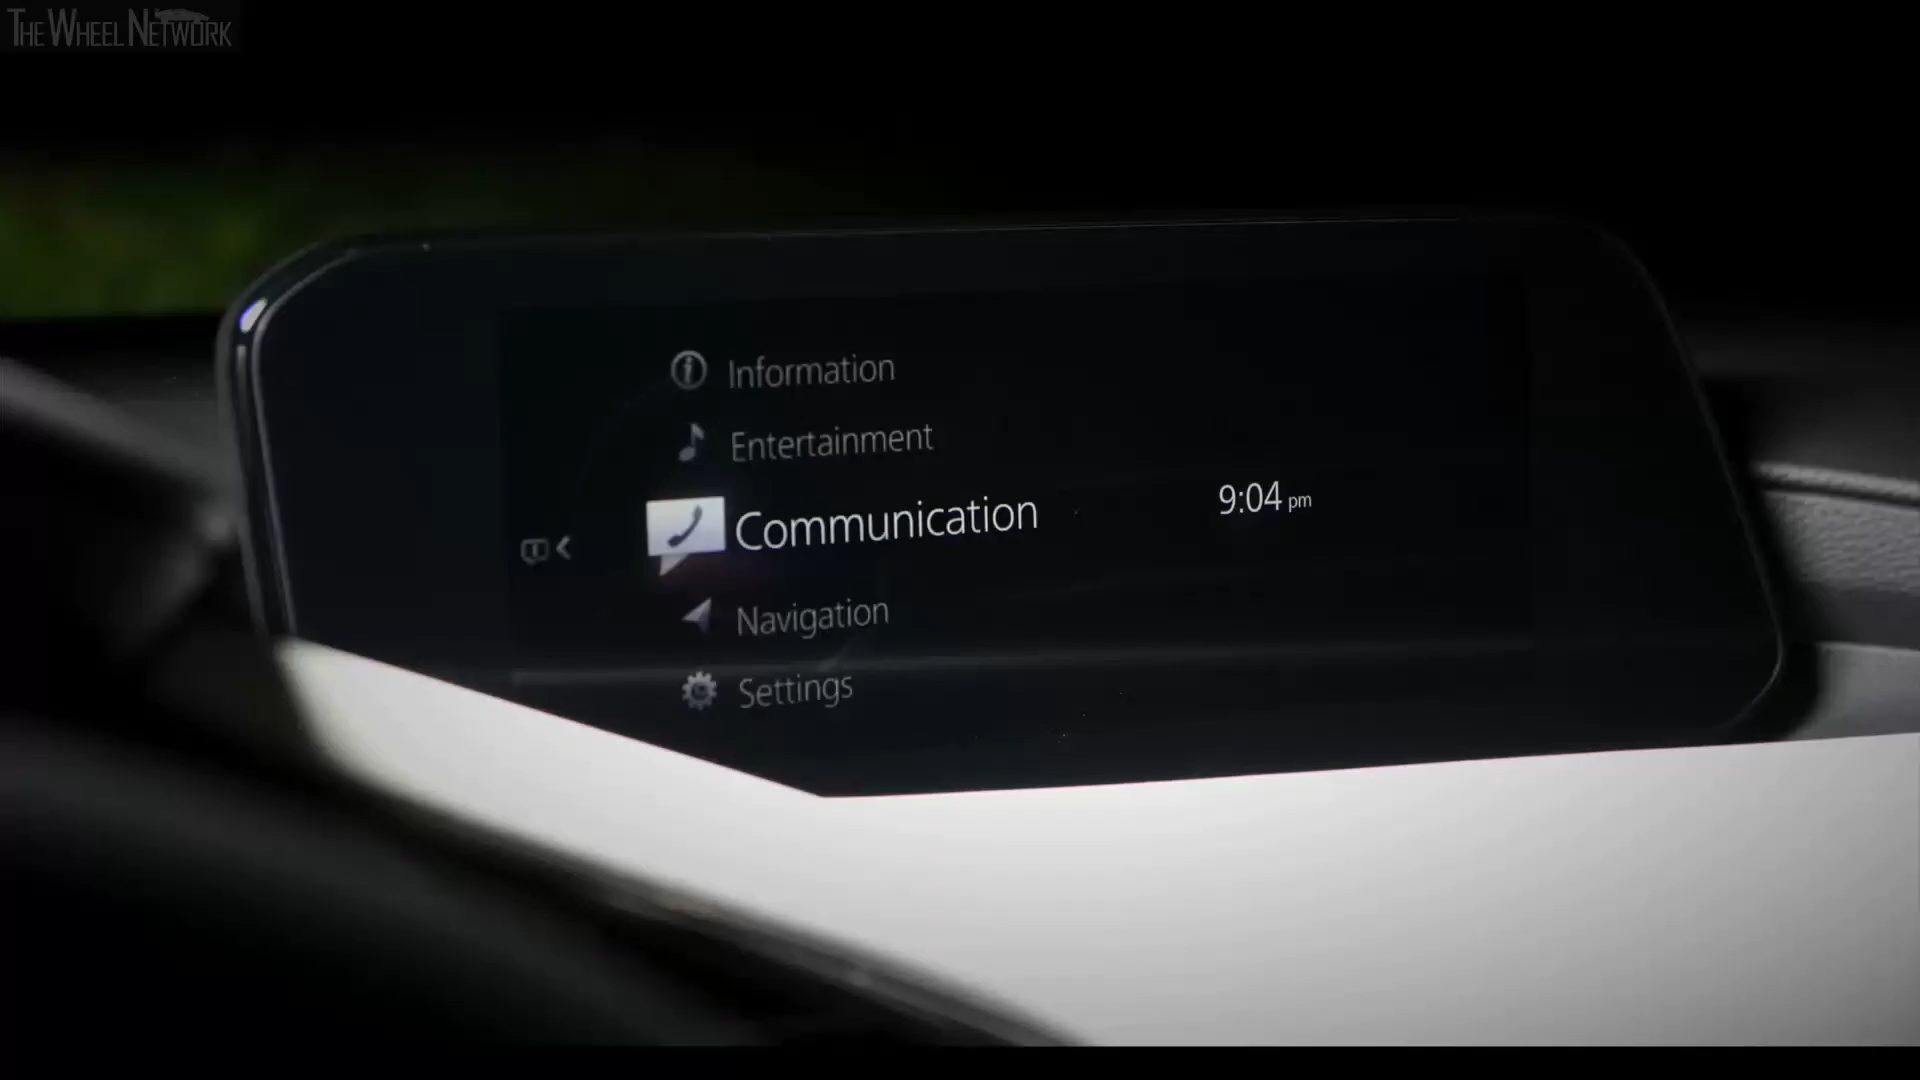 THE WHEEL NETWORK
Information
Entertainment
Communication
9:04 pm
Navigation
Settings